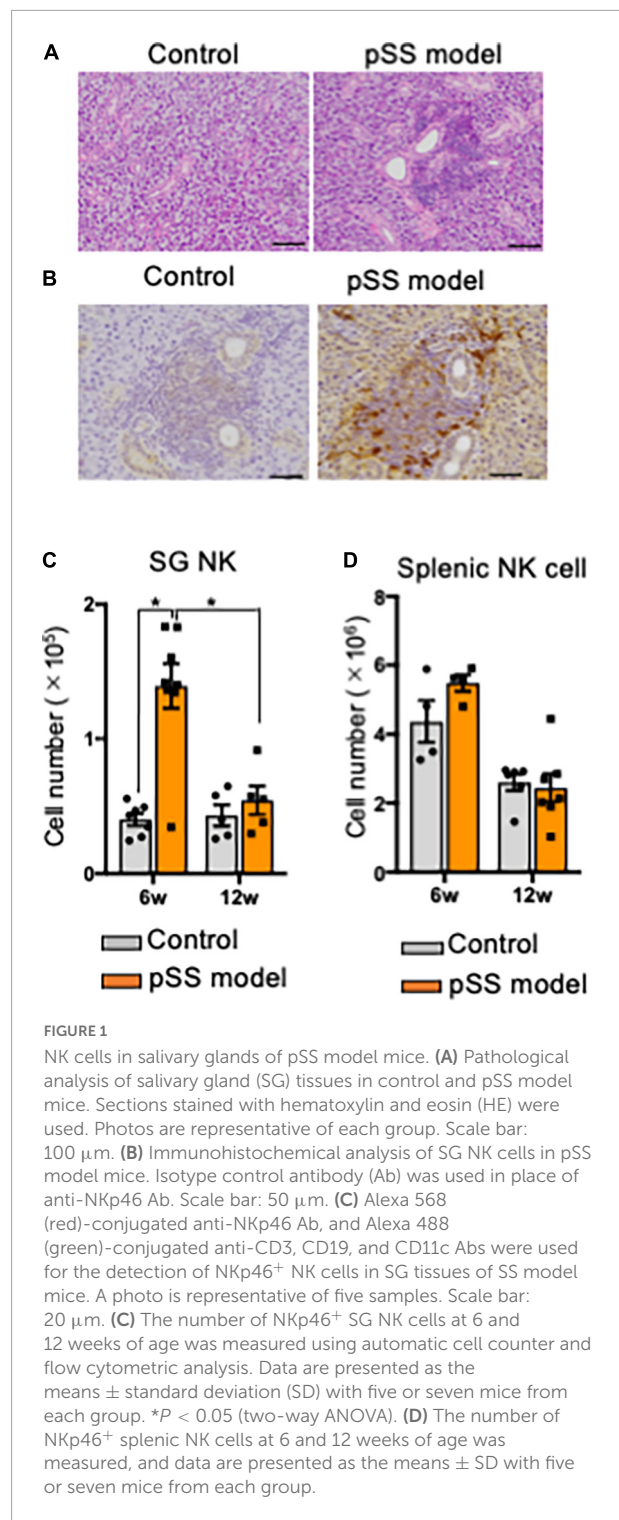 A
Control
pSS model
B
Control
pSS model
C
SG NK
Cell number ( × 10⁵)
2
1
0
* *
6w
12w
Control
pSS model
D
Splenic NK cell
Cell number ( × 10⁶)
8
6
4
2
0
6w
12w
Control
pSS model
FIGURE 1
NK cells in salivary glands of pSS model mice. (A) Pathological
analysis of salivary gland (SG) tissues in control and pSS model
mice. Sections stained with hematoxylin and eosin (HE) were
used. Photos are representative of each group. Scale bar:
100 μm. (B) Immunohistochemical analysis of SG NK cells in pSS
model mice. Isotype control antibody (Ab) was used in place of
anti-NKp46 Ab. Scale bar: 50 μm. (C) Alexa 568
(red)-conjugated anti-NKp46 Ab, and Alexa 488
(green)-conjugated anti-CD3, CD19, and CD11c Abs were used
for the detection of NKp46⁺ NK cells in SG tissues of SS model
mice. A photo is representative of five samples. Scale bar:
20 μm. (C) The number of NKp46⁺ SG NK cells at 6 and
12 weeks of age was measured using automatic cell counter and
flow cytometric analysis. Data are presented as the
means ± standard deviation (SD) with five or seven mice from
each group. *P < 0.05 (two-way ANOVA). (D) The number of
NKp46⁺ splenic NK cells at 6 and 12 weeks of age was
measured, and data are presented as the means ± SD with five
or seven mice from each group.